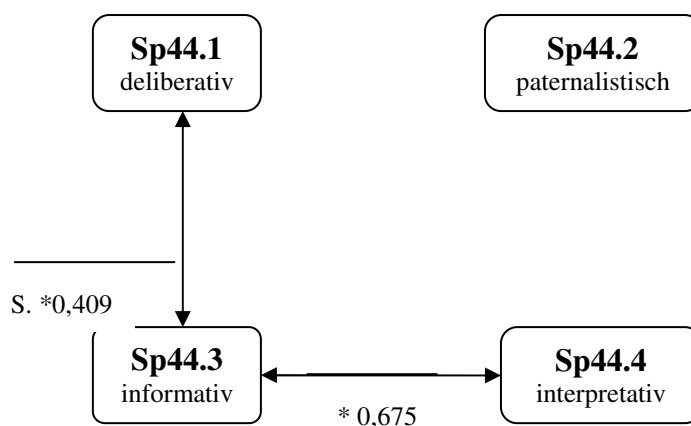 Sp44.1
deliberativ
Sp44.2
paternalistisch
S. *0,409
Sp44.3
informativ
Sp44.4
interpretativ
* 0,675